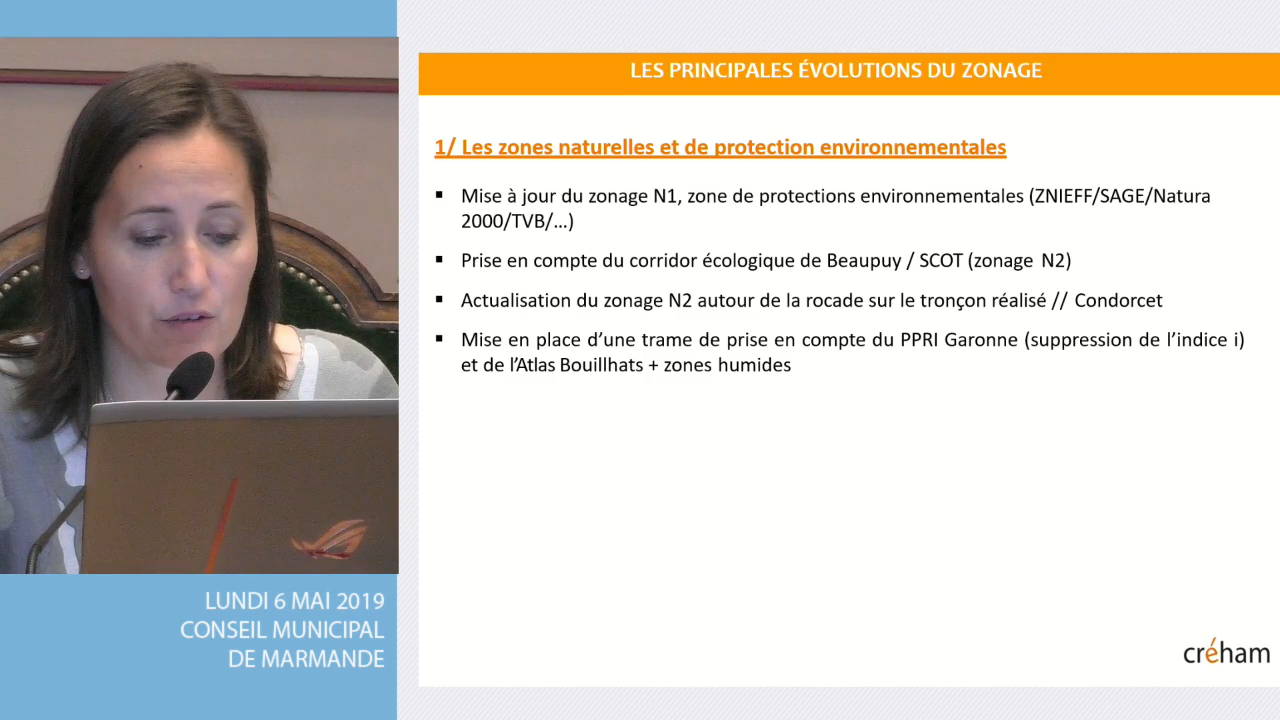 LES PRINCIPALES ÉVOLUTIONS DU ZONAGE
1/ Les zones naturelles et de protection environnementales
▪ Mise à jour du zonage N1, zone de protections environnementales (ZNIEFF/SAGE/Natura
2000/TVB/…)
▪ Prise en compte du corridor écologique de Beaupuy / SCOT (zonage N2)
▪ Actualisation du zonage N2 autour de la rocade sur le tronçon réalisé // Condorcet
▪ Mise en place d’une trame de prise en compte du PPRI Garonne (suppression de l’indice i)
et de l’Atlas Bouillhats + zones humides
LUNDI 6 MAI 2019
CONSEIL MUNICIPAL
DE MARMANDE
créham